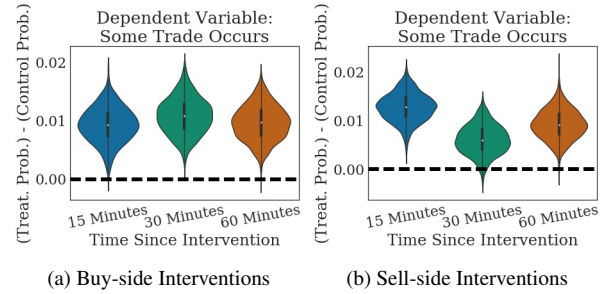 Dependent Variable:
Some Trade Occurs
(Treat. Prob.) - (Control Prob.)
0.02
0.01
0.00
15 Minutes
30 Minutes
60 Minutes
Time Since Intervention
(a) Buy-side Interventions
Dependent Variable:
Some Trade Occurs
(Treat. Prob.) - (Control Prob.)
0.02
0.01
0.00
15 Minutes
30 Minutes
60 Minutes
Time Since Intervention
(b) Sell-side Interventions